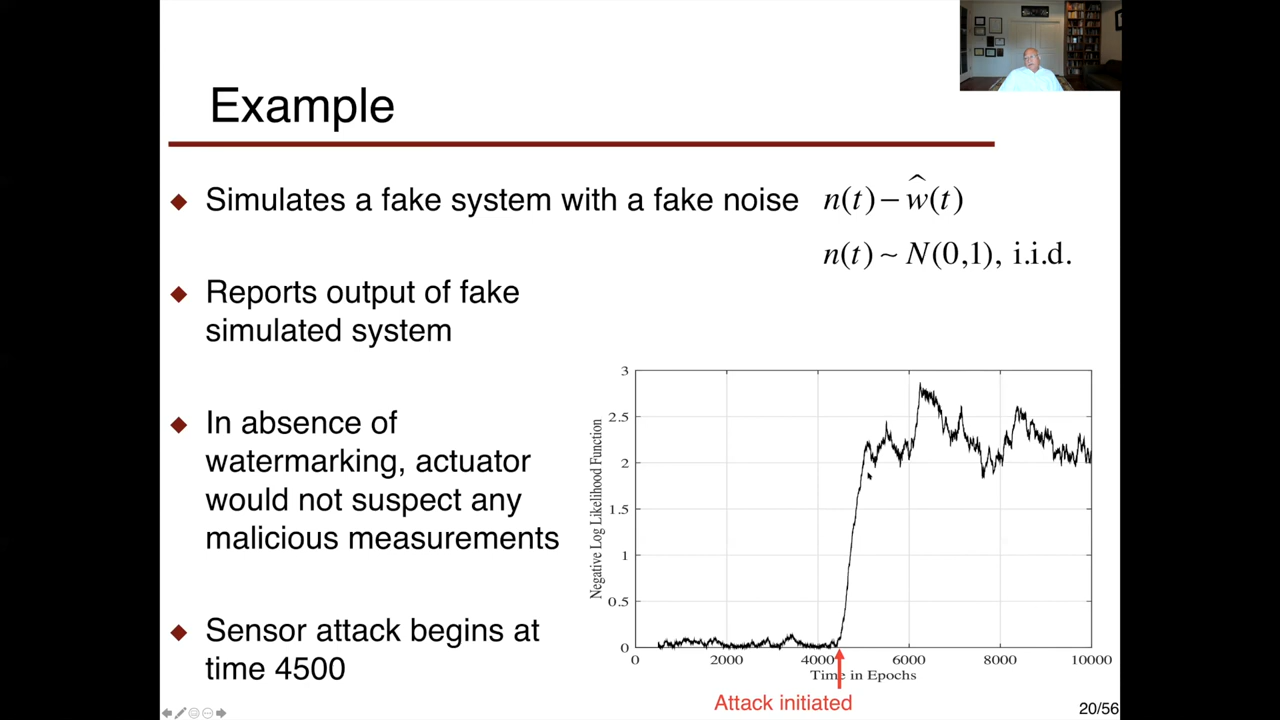 Example
Simulates a fake system with a fake noise n(t) − ŵ(t)
n(t) ~ N(0,1), i.i.d.
Reports output of fake
simulated system
In absence of
watermarking, actuator
would not suspect any
malicious measurements
Sensor attack begins at
time 4500
Negative Log Likelihood Function
3
2.5
2
1.5
1
0.5
0
0 2000 4000 6000 8000 10000
Time in Epochs
Attack initiated
20/56